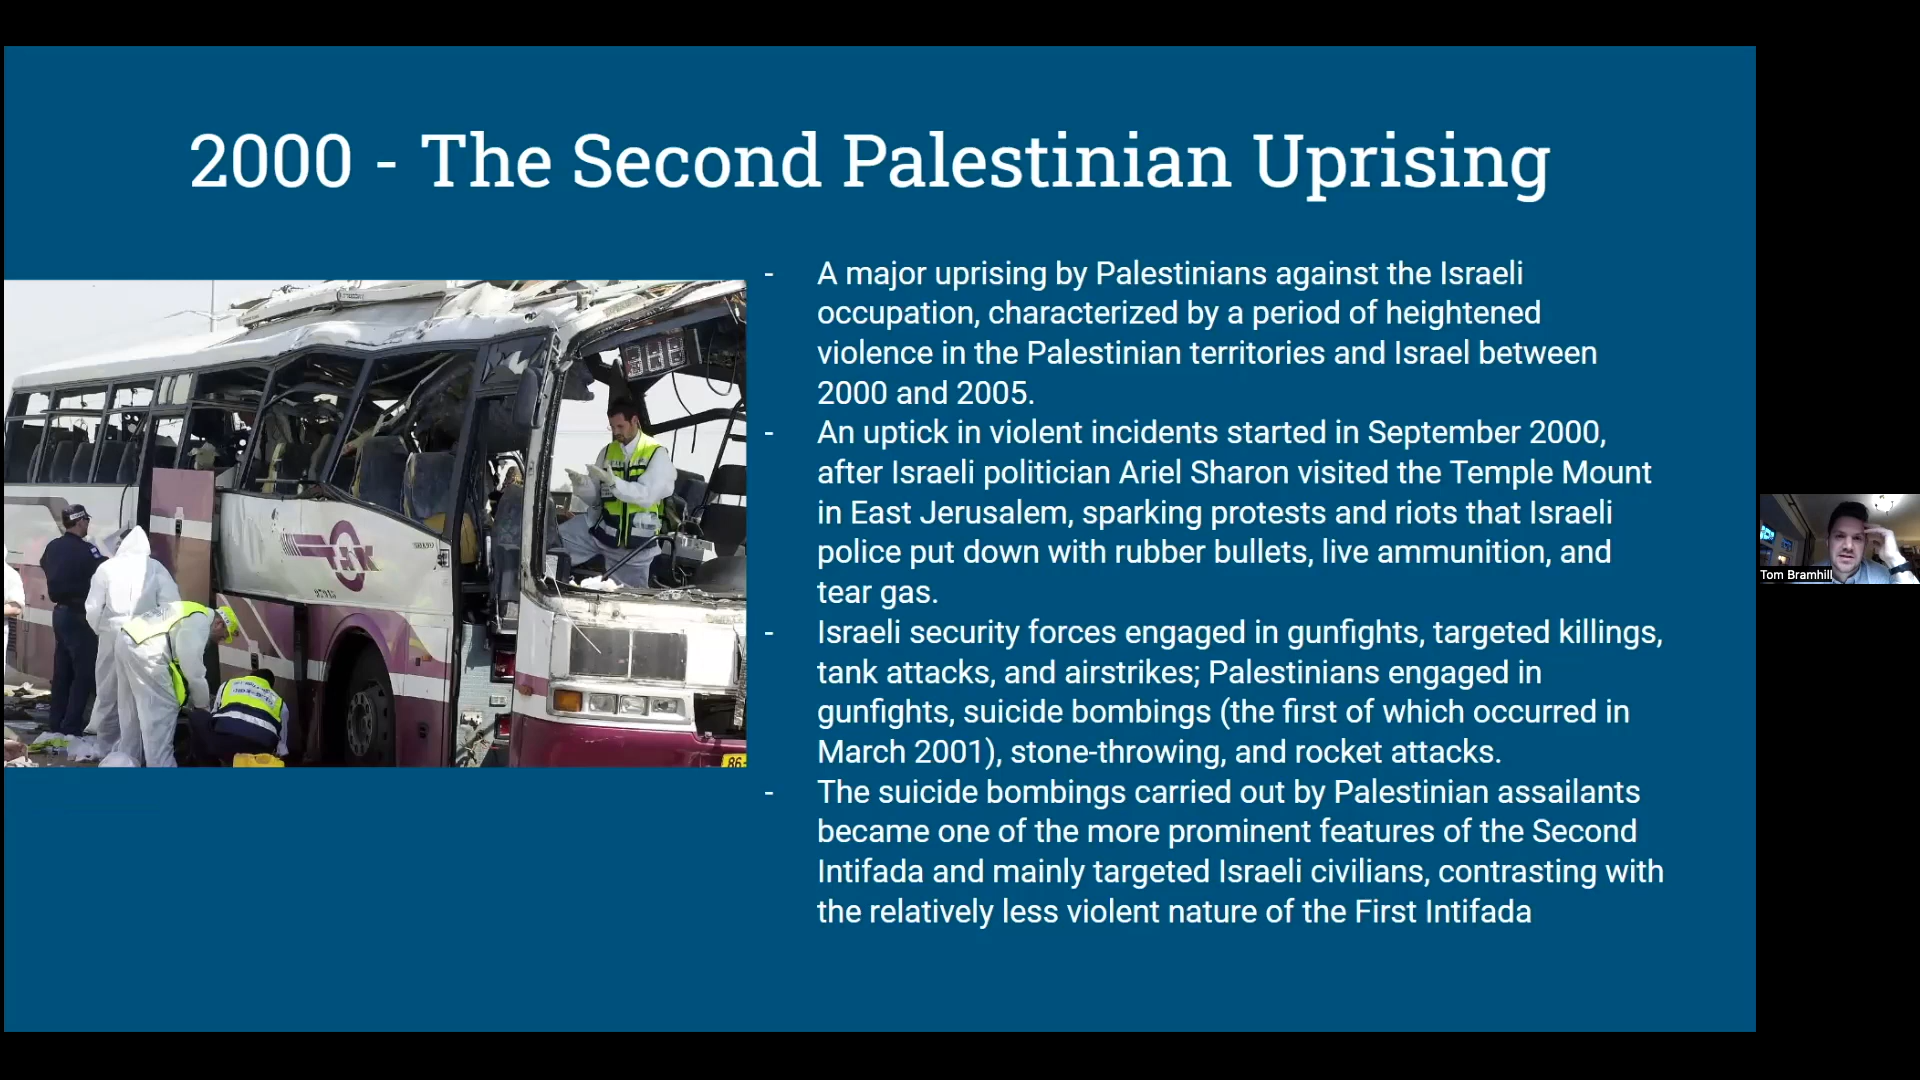 2000 - The Second Palestinian Uprising
- A major uprising by Palestinians against the Israeli
occupation, characterized by a period of heightened
violence in the Palestinian territories and Israel between
2000 and 2005.
- An uptick in violent incidents started in September 2000,
after Israeli politician Ariel Sharon visited the Temple Mount
in East Jerusalem, sparking protests and riots that Israeli
police put down with rubber bullets, live ammunition, and
tear gas.
- Israeli security forces engaged in gunfights, targeted killings,
tank attacks, and airstrikes; Palestinians engaged in
gunfights, suicide bombings (the first of which occurred in
March 2001), stone-throwing, and rocket attacks.
- The suicide bombings carried out by Palestinian assailants
became one of the more prominent features of the Second
Intifada and mainly targeted Israeli civilians, contrasting with
the relatively less violent nature of the First Intifada
86
Tom Bramhill